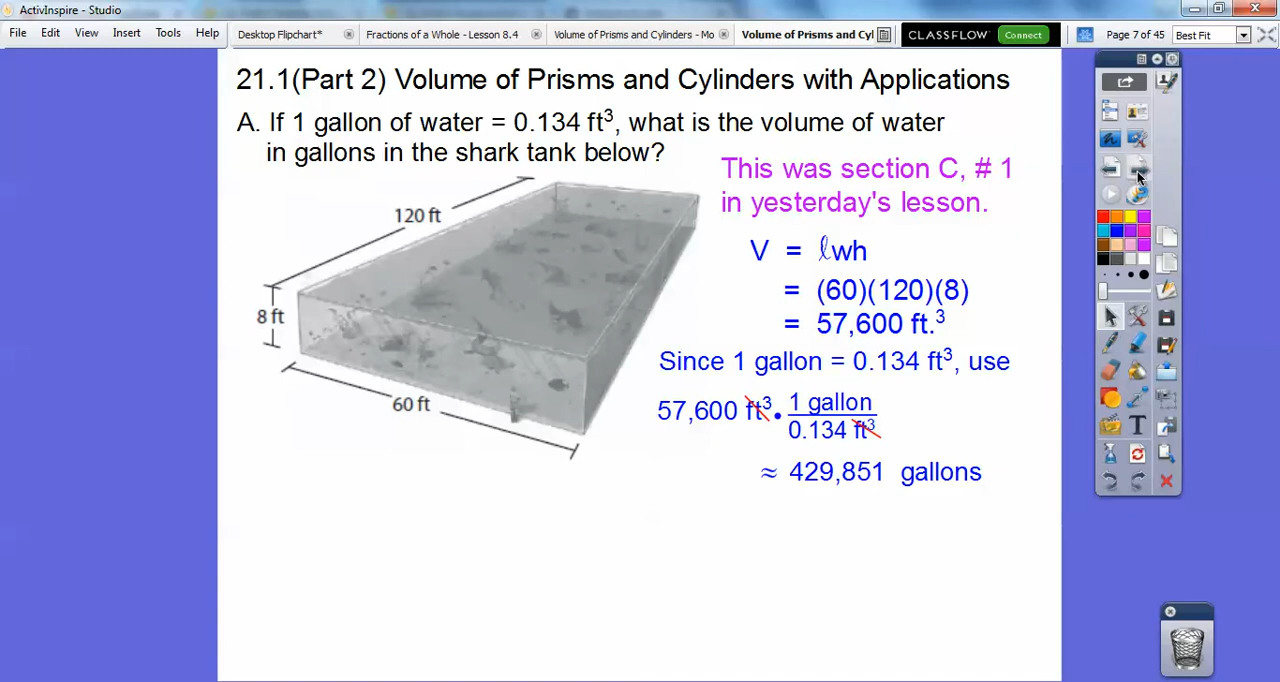 ActivInspire - Studio
File Edit View Insert Tools Help
Desktop Flipchart*
Fractions of a Whole - Lesson 8.4
Volume of Prisms and Cylinders - Mo
Volume of Prisms and Cyl
CLASSFLOW Connect
Page 7 of 45
Best Fit
21.1(Part 2) Volume of Prisms and Cylinders with Applications
A. If 1 gallon of water = 0.134 ft³, what is the volume of water
in gallons in the shark tank below?
This was section C, # 1
in yesterday's lesson.
120 ft
8 ft
60 ft
V = ℓwh
= (60)(120)(8)
= 57,600 ft.³
Since 1 gallon = 0.134 ft³, use
57,600 ft³ • 1 gallon
0.134 ft³
≈ 429,851 gallons
T